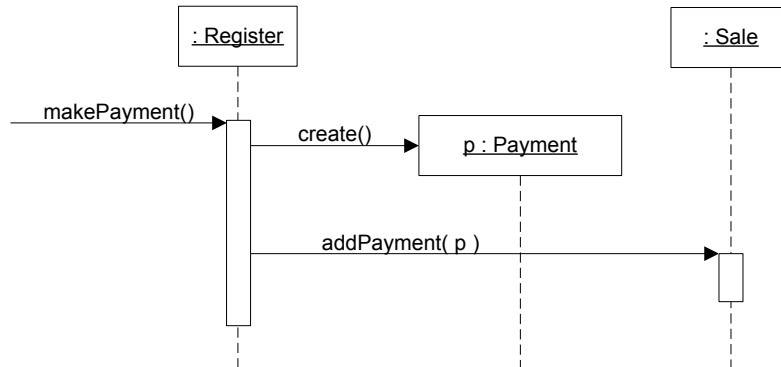 : Register
: Sale
makePayment()
create()
p : Payment
addPayment( p )